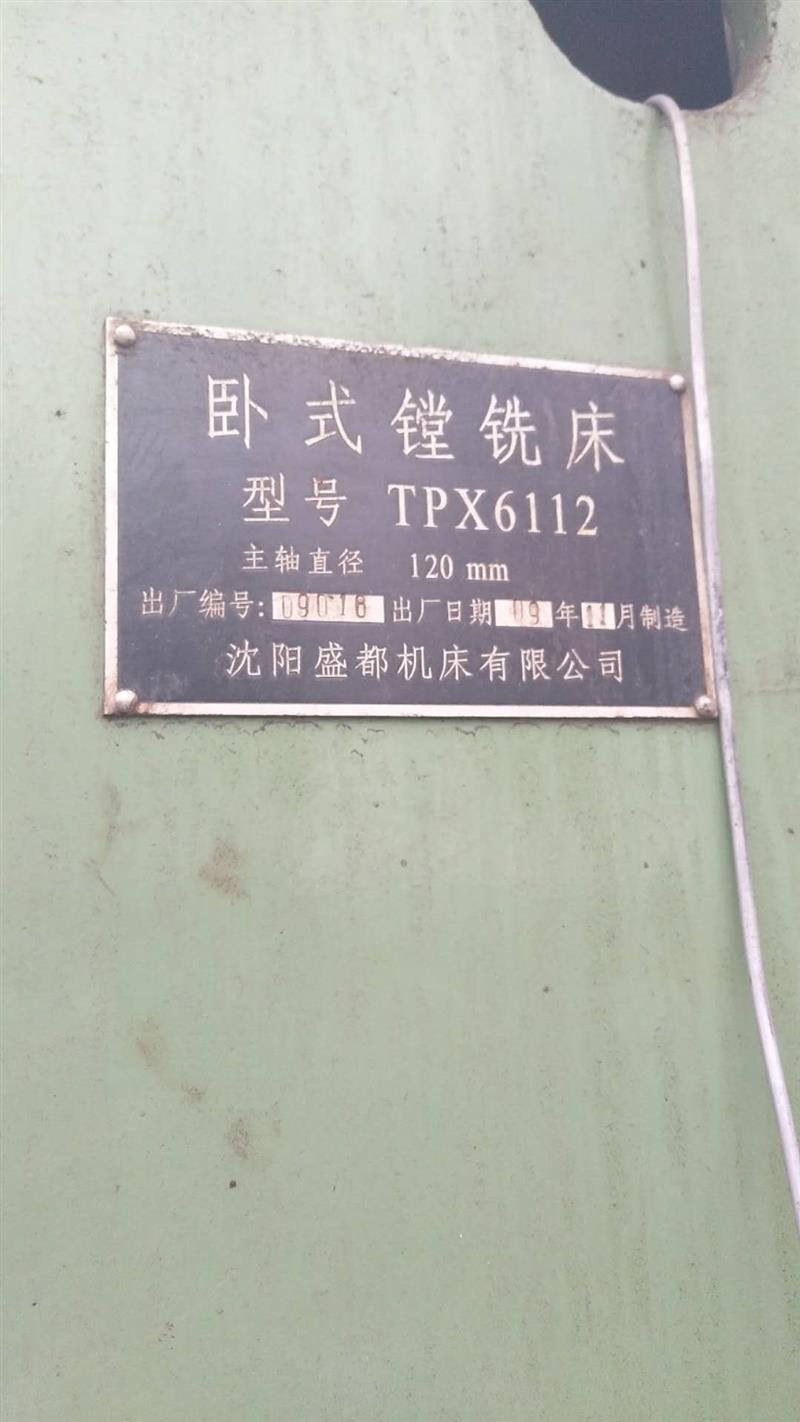 卧式镗铣床
型号 TPX6112
主轴直径 120 mm
出厂编号: 09018 出厂日期 09 年 11 月制造
沈阳盛都机床有限公司